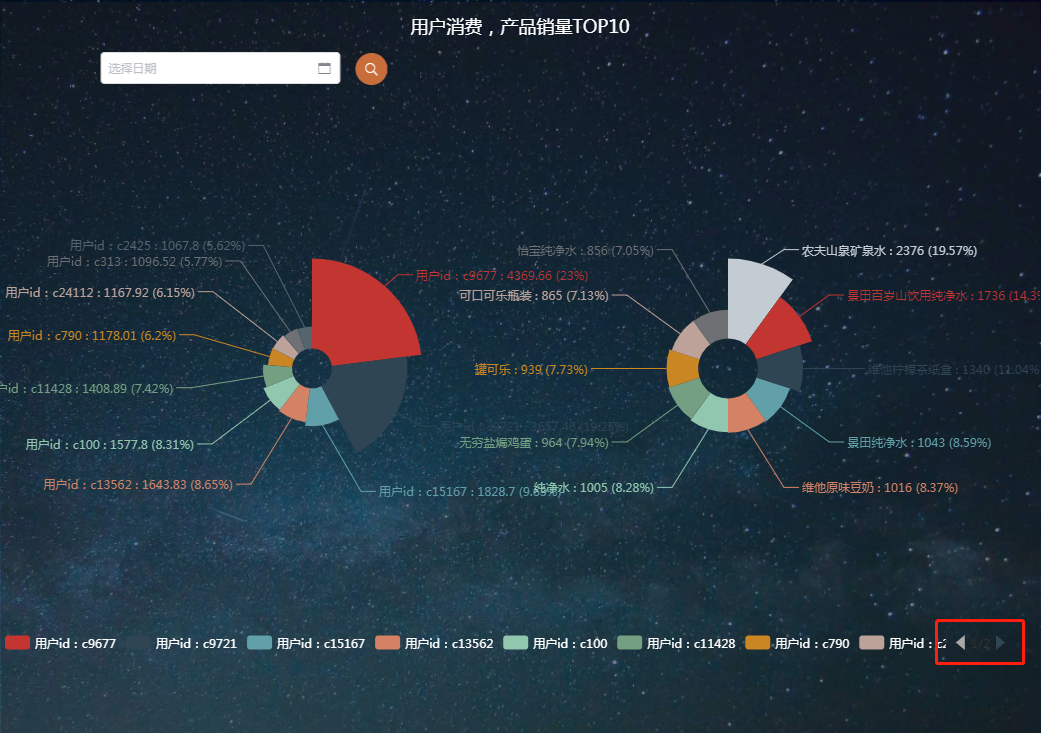 用户消费，产品销量TOP10
选择日期
用户id : c2425 : 1067.8 (5.62%)
用户id : c313 : 1096.52 (5.77%)
用户id : c24112 : 1167.92 (6.15%)
用户id : c790 : 1178.01 (6.2%)
户id : c11428 : 1408.89 (7.42%)
用户id : c100 : 1577.8 (8.31%)
用户id : c13562 : 1643.83 (8.65%)
用户id : c9677 : 4369.66 (23%)
用户id : c15167 : 1828.7 (9.63%)
怡宝纯净水 : 856 (7.05%)
可口可乐瓶装 : 865 (7.13%)
罐可乐 : 939 (7.73%)
无穷盐焗鸡蛋 : 964 (7.94%)
纯净水 : 1005 (8.28%)
农夫山泉矿泉水 : 2376 (19.57%)
景田百岁山饮用纯净水 : 1736 (14.3
维他柠檬茶纸盒 : 1340 (11.04%)
景田纯净水 : 1043 (8.59%)
维他原味豆奶 : 1016 (8.37%)
用户id : c9677 用户id : c9721 用户id : c15167 用户id : c13562 用户id : c100 用户id : c11428 用户id : c790 用户id : c2 1/2